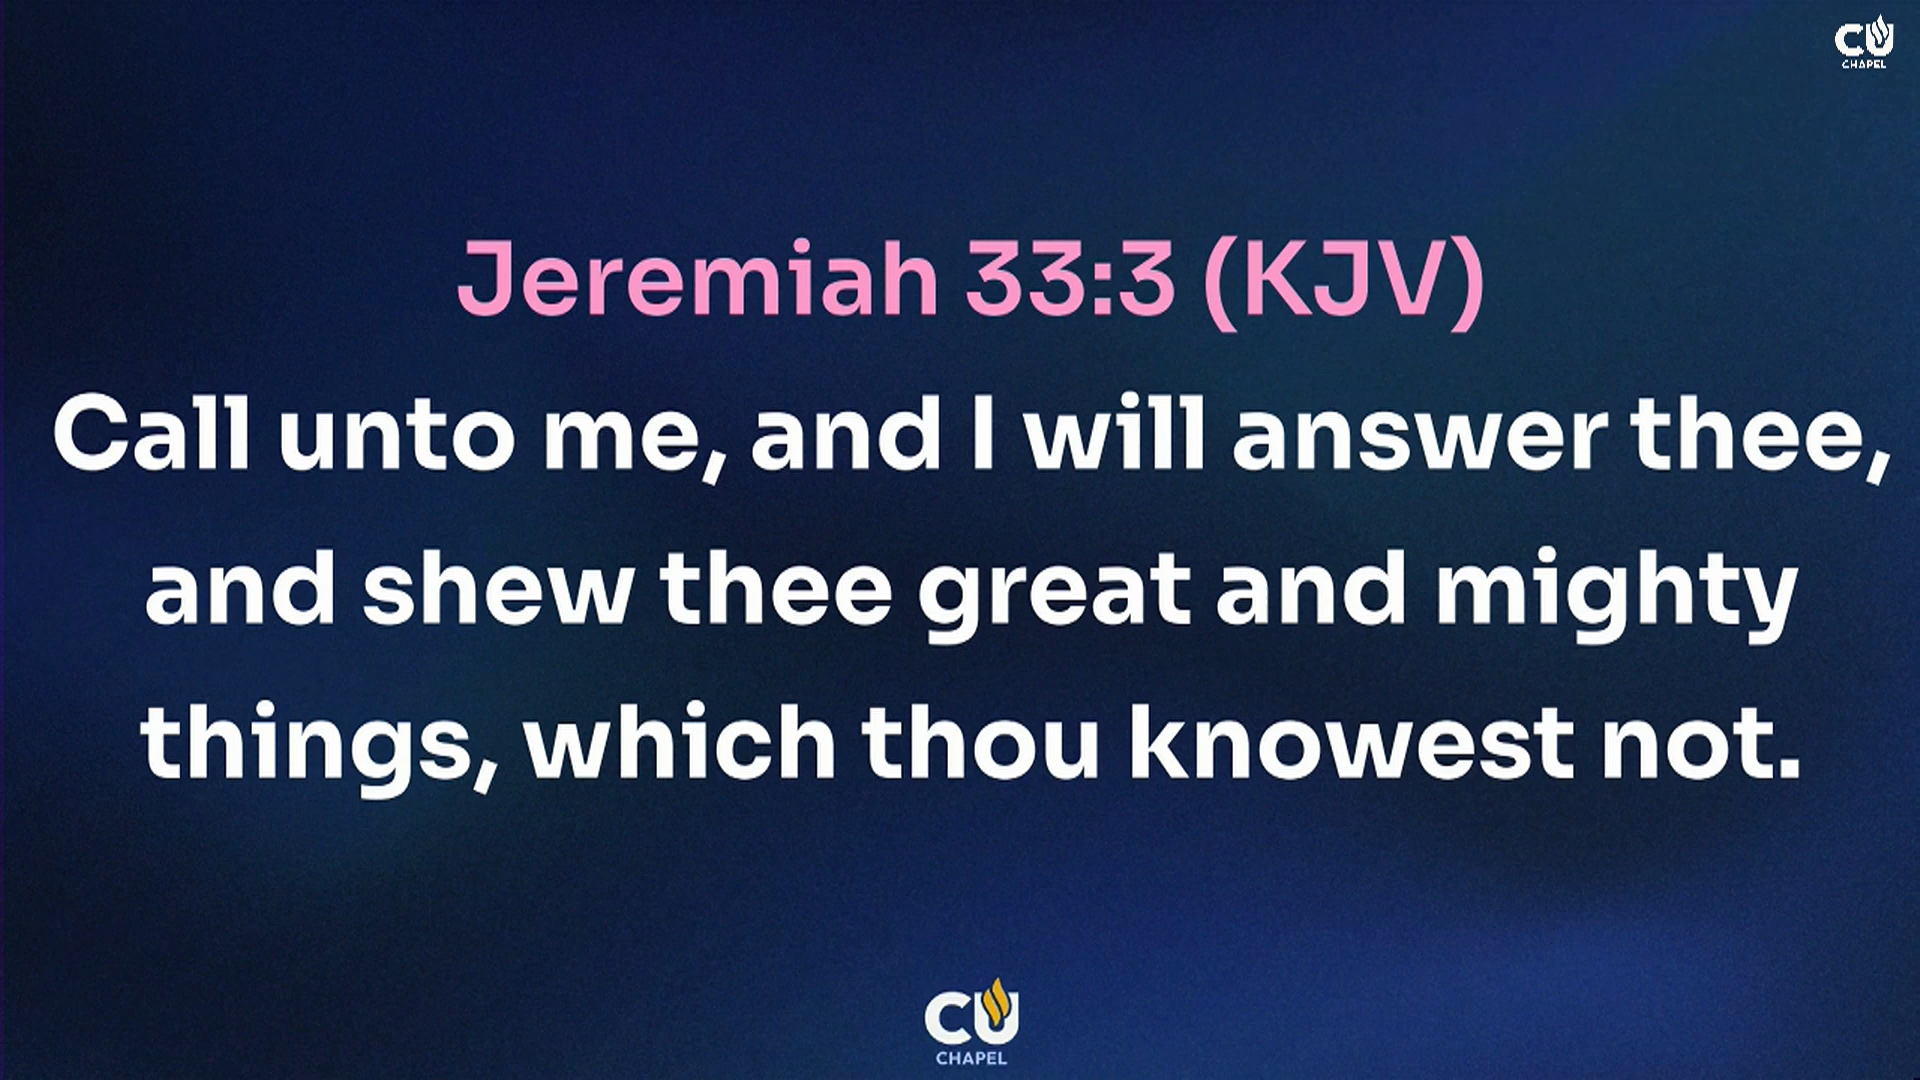 CU
CHAPEL
Jeremiah 33:3 (KJV)
Call unto me, and I will answer thee,
and shew thee great and mighty
things, which thou knowest not.
CU
CHAPEL